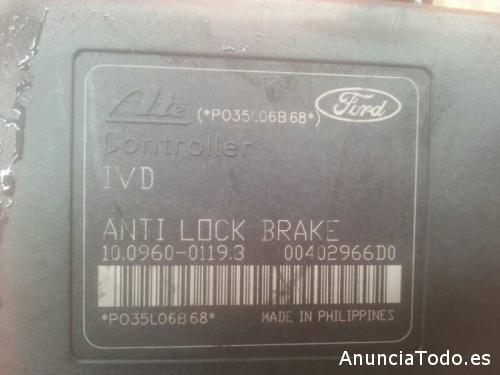 Ate (*P035L06B68*) Ford
Controller
IVD
ANTI LOCK BRAKE
10.0960-0119.3 00402966D0
*P035L06B68* MADE IN PHILIPPINES
AnunciaTodo.es